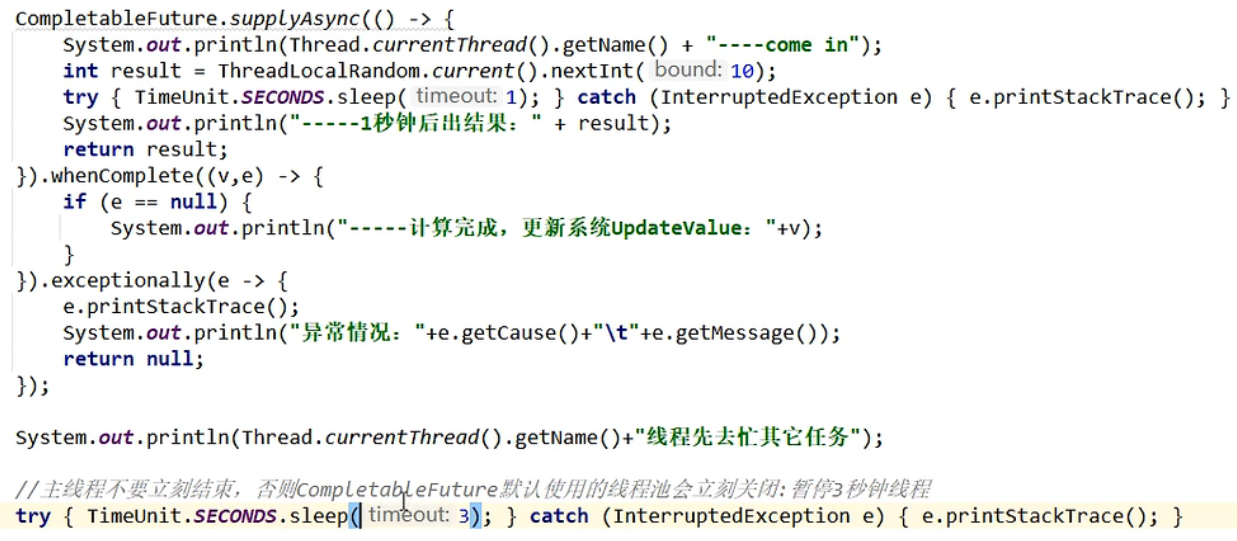 CompletableFuture.supplyAsync(() -> {
    System.out.println(Thread.currentThread().getName() + "----come in");
    int result = ThreadLocalRandom.current().nextInt( bound: 10);
    try { TimeUnit.SECONDS.sleep( timeout: 1); } catch (InterruptedException e) { e.printStackTrace(); }
    System.out.println("-----1秒钟后出结果：" + result);
    return result;
}).whenComplete((v,e) -> {
    if (e == null) {
        System.out.println("-----计算完成，更新系统UpdateValue："+v);
    }
}).exceptionally(e -> {
    e.printStackTrace();
    System.out.println("异常情况："+e.getCause()+"\t"+e.getMessage());
    return null;
});
System.out.println(Thread.currentThread().getName()+"线程先去忙其它任务");
//主线程不要立刻结束，否则CompletableFuture默认使用的线程池会立刻关闭:暂停3秒钟线程
try { TimeUnit.SECONDS.sleep( timeout: 3); } catch (InterruptedException e) { e.printStackTrace(); }